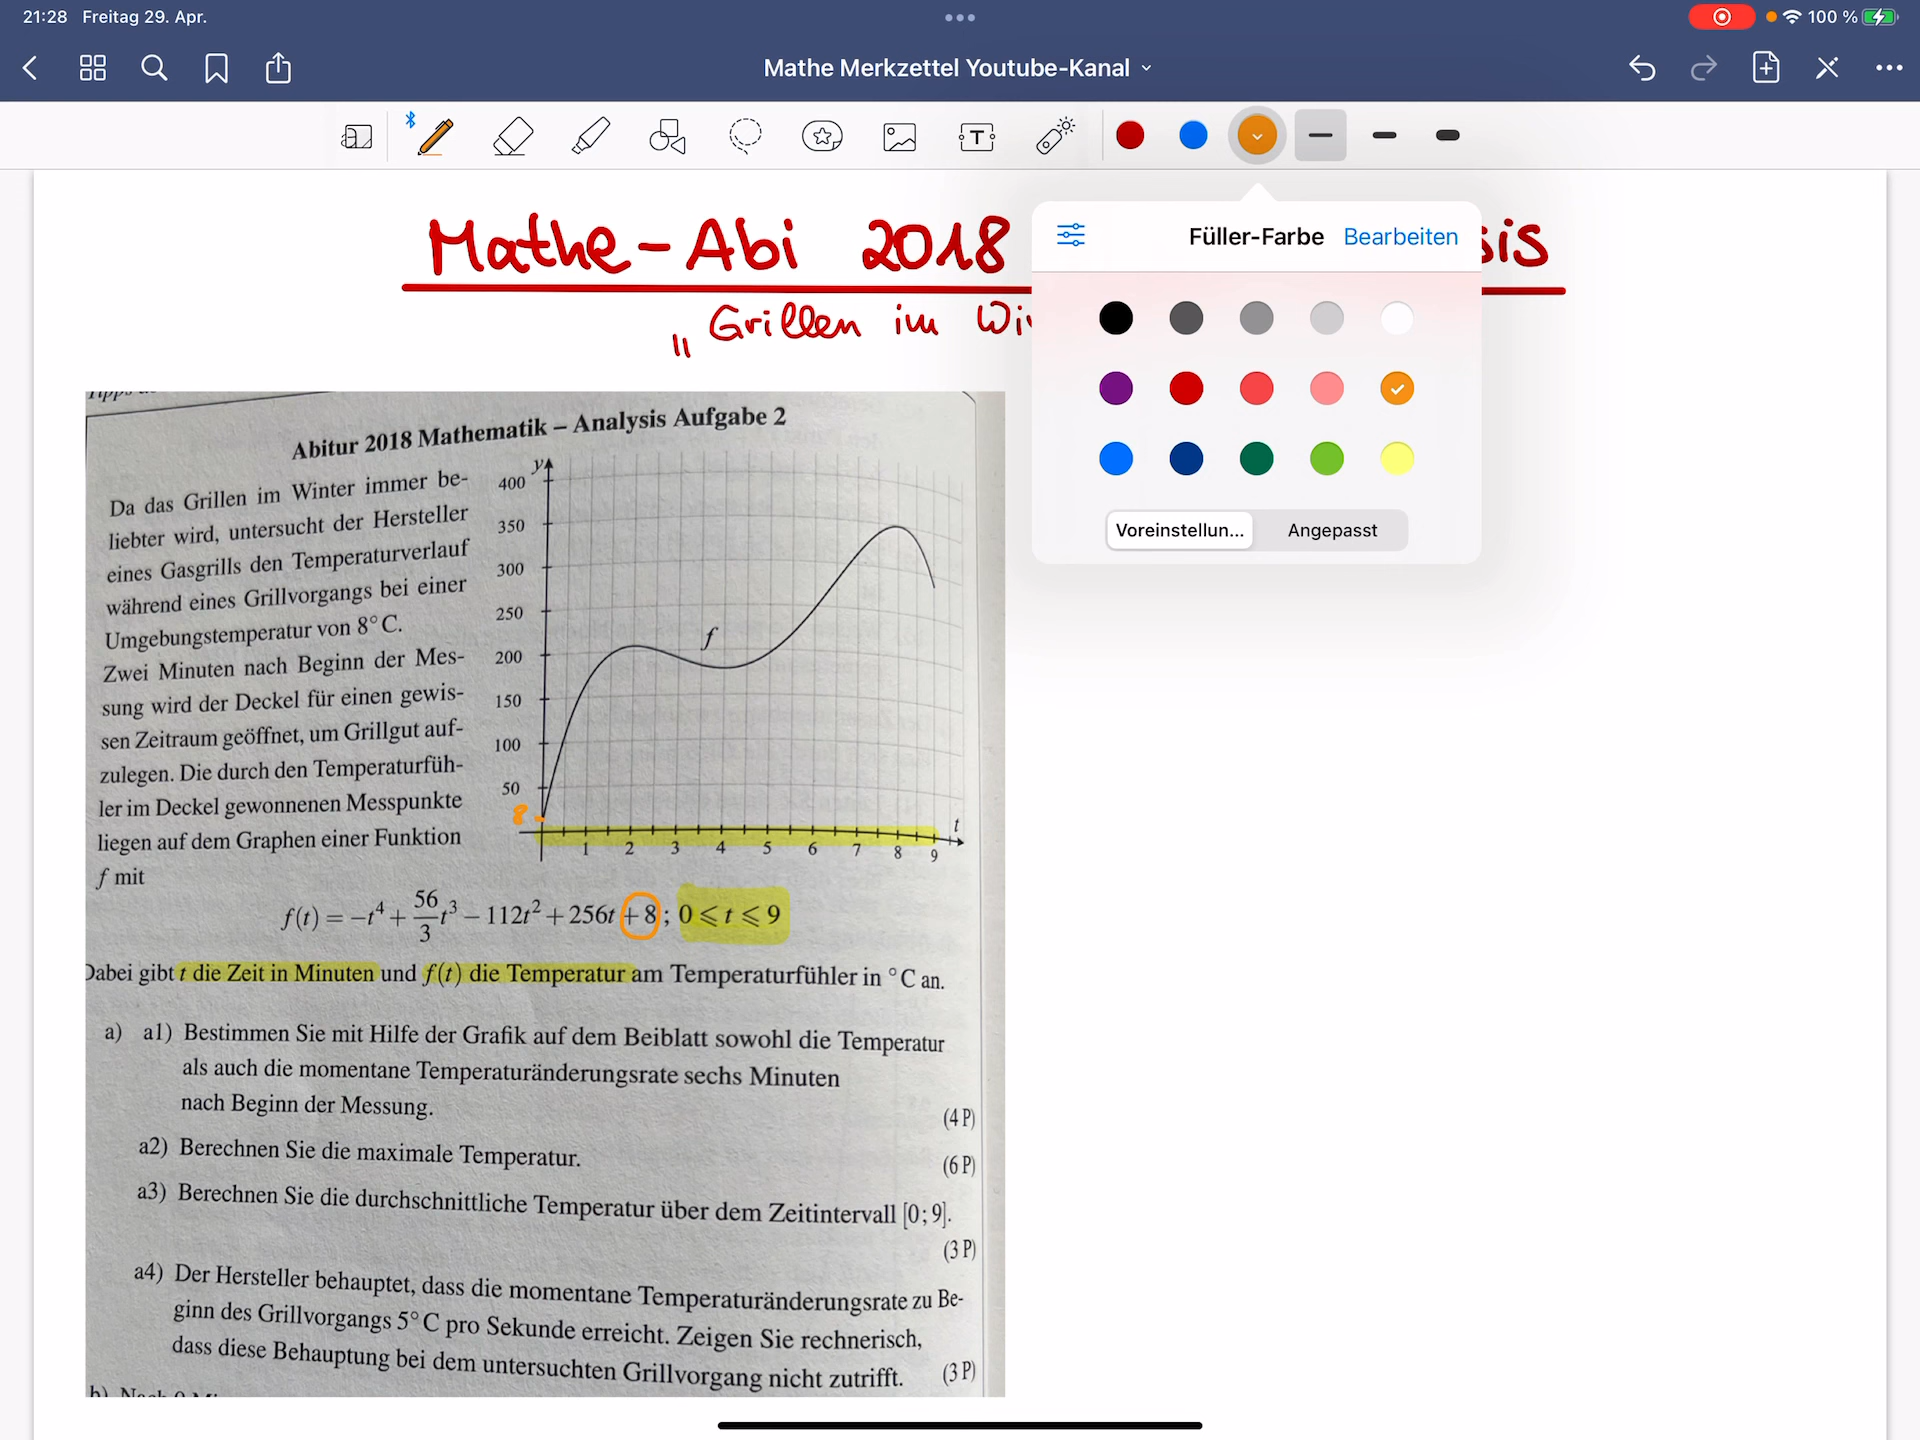 21:28 Freitag 29. Apr.
100 %
Mathe Merkzettel Youtube-Kanal
Mathe-Abi 2018
„ Grillen im
Füller-Farbe Bearbeiten
Voreinstellun... Angepasst
Abitur 2018 Mathematik – Analysis Aufgabe 2
Da das Grillen im Winter immer be-
liebter wird, untersucht der Hersteller
eines Gasgrills den Temperaturverlauf
während eines Grillvorgangs bei einer
Umgebungstemperatur von 8° C.
Zwei Minuten nach Beginn der Mes-
sung wird der Deckel für einen gewis-
sen Zeitraum geöffnet, um Grillgut auf-
zulegen. Die durch den Temperaturfüh-
ler im Deckel gewonnenen Messpunkte
liegen auf dem Graphen einer Funktion
f mit
y
400
350
300
250
200
150
100
50
8
f
t
1 2 3 4 5 6 7 8 9
f(t) = −t⁴ + 56/3 t³ − 112t² + 256t + 8 ; 0 ⩽ t ⩽ 9
Dabei gibt t die Zeit in Minuten und f(t) die Temperatur am Temperaturfühler in °C an.
a) a1) Bestimmen Sie mit Hilfe der Grafik auf dem Beiblatt sowohl die Temperatur
als auch die momentane Temperaturänderungsrate sechs Minuten
nach Beginn der Messung.
(4 P)
a2) Berechnen Sie die maximale Temperatur.
(6 P)
a3) Berechnen Sie die durchschnittliche Temperatur über dem Zeitintervall [0; 9].
(3 P)
a4) Der Hersteller behauptet, dass die momentane Temperaturänderungsrate zu Be-
ginn des Grillvorgangs 5° C pro Sekunde erreicht. Zeigen Sie rechnerisch,
dass diese Behauptung bei dem untersuchten Grillvorgang nicht zutrifft.
(3 P)